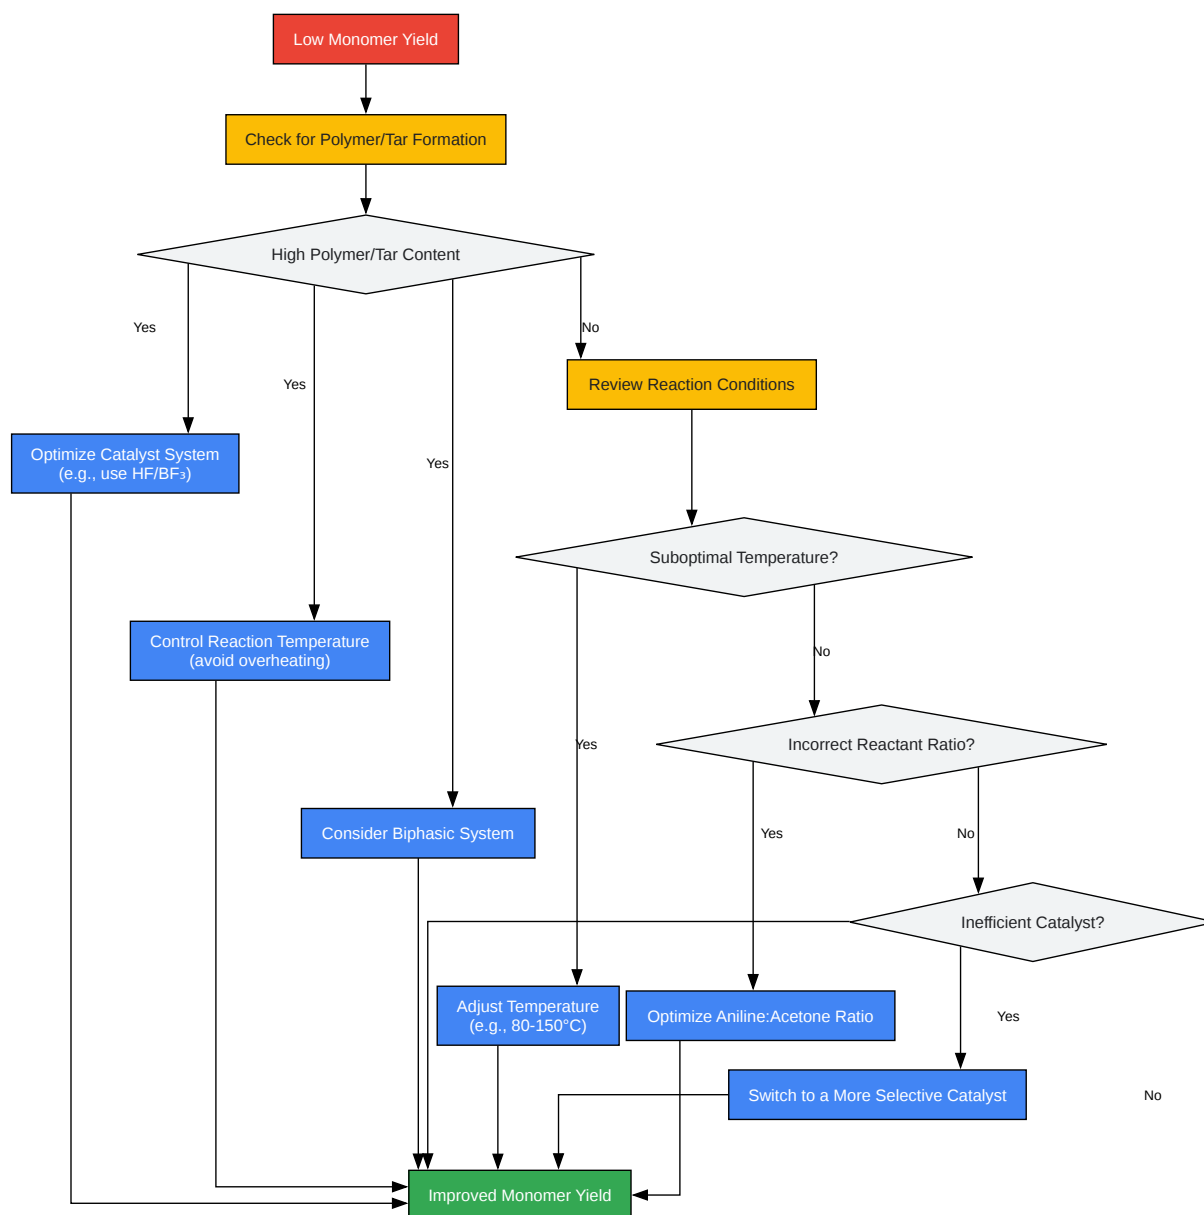 Low Monomer Yield
Check for Polymer/Tar Formation
High Polymer/Tar Content
Yes
No
Yes
Review Reaction Conditions
Optimize Catalyst System
(e.g., use HF/BF₃)
Yes
Suboptimal Temperature?
Control Reaction Temperature
(avoid overheating)
No
Yes
Incorrect Reactant Ratio?
Consider Biphasic System
Yes
No
Inefficient Catalyst?
Adjust Temperature
(e.g., 80-150°C)
Optimize Aniline:Acetone Ratio
Yes
Switch to a More Selective Catalyst
No
Improved Monomer Yield